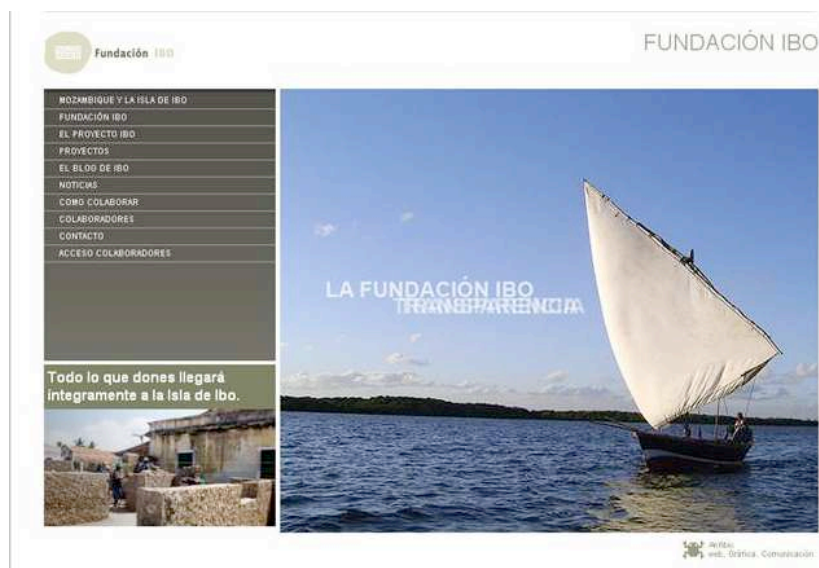 Fundación IBO
FUNDACIÓN IBO
MOZAMBIQUE Y LA ISLA DE IBO
FUNDACIÓN IBO
EL PROYECTO IBO
PROYECTOS
EL BLOG DE IBO
NOTICIAS
COMO COLABORAR
COLABORADORES
CONTACTO
ACCESO COLABORADORES
LA FUNDACIÓN IBO
TRANSPARENCIA
Todo lo que dones llegará
íntegramente a la Isla de Ibo.
web. Gráfica. Comunicación